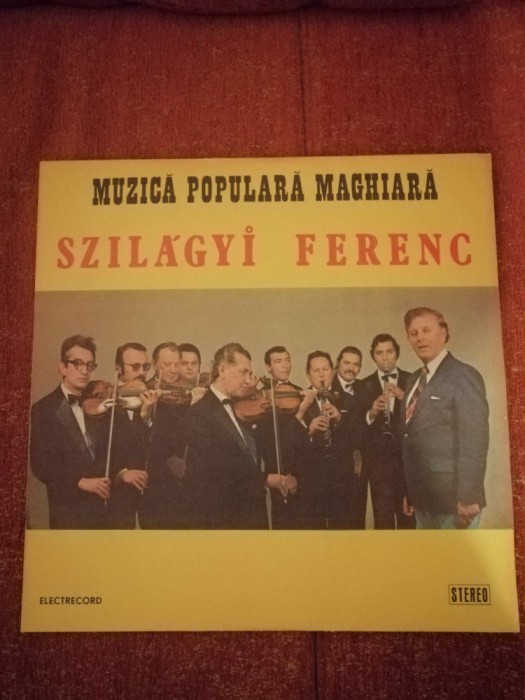 MUZICĂ POPULARĂ MAGHIARĂ
SZILÁGYİ FERENC
ELECTRECORD
STEREO